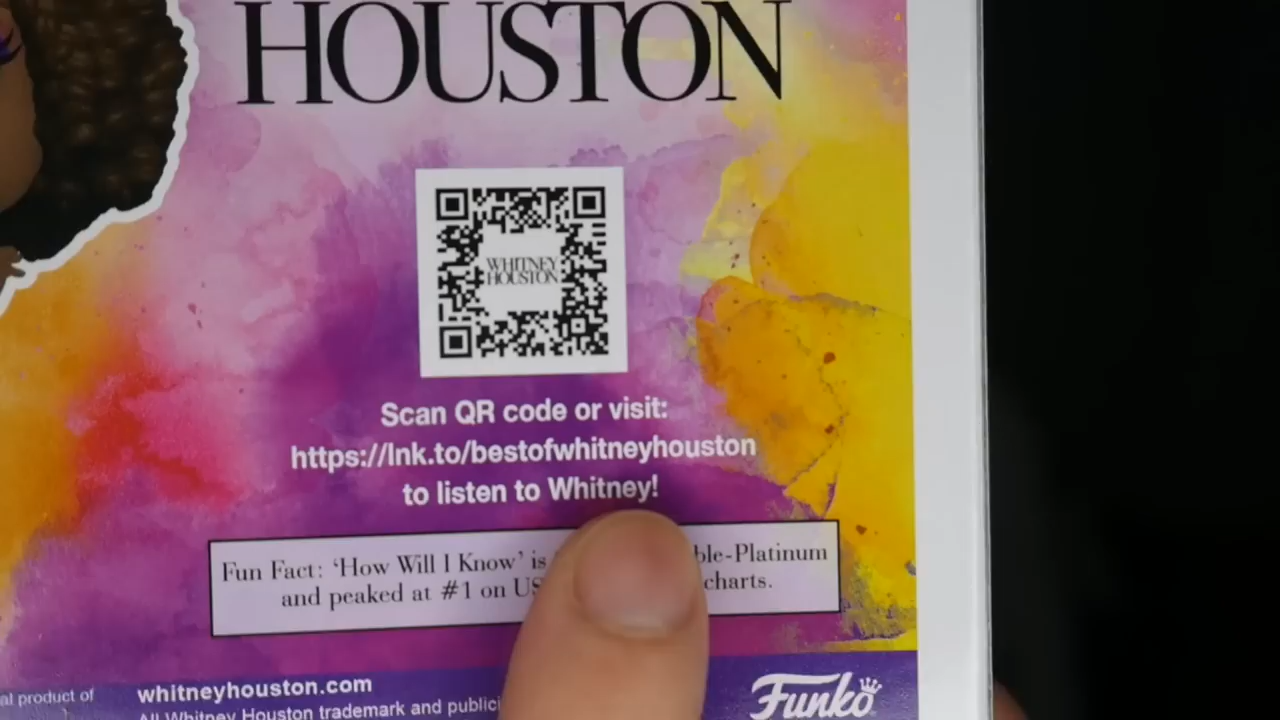 HOUSTON
WHITNEY
HOUSTON
Scan QR code or visit:
https://lnk.to/bestofwhitneyhouston
to listen to Whitney!
Fun Fact: ‘How Will I Know’ is ble-Platinum
and peaked at #1 on US charts.
al product of
whitneyhouston.com
All Whitney Houston trademark and publici
Funko